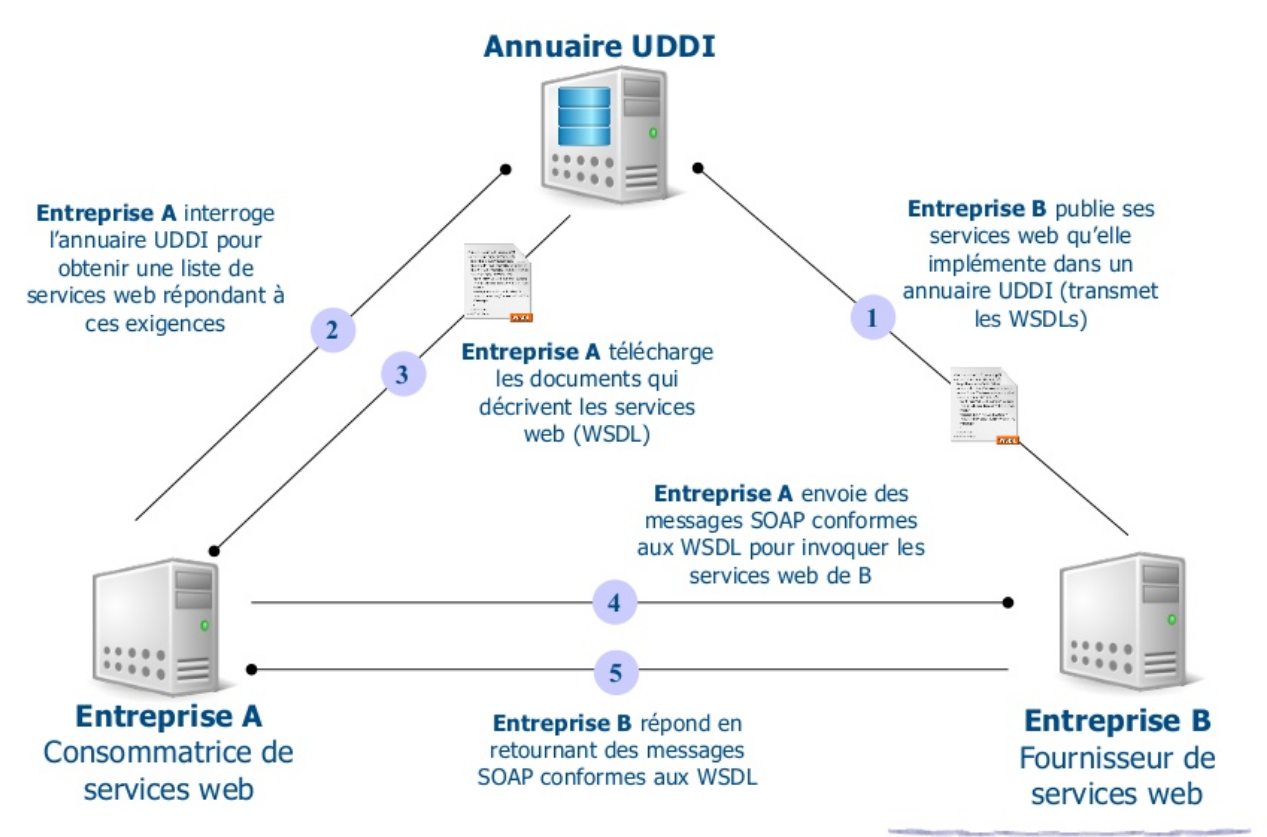 Annuaire UDDI
Entreprise A interroge
l'annuaire UDDI pour
obtenir une liste de
services web répondant à
ces exigences
Entreprise B publie ses
services web qu'elle
implémente dans un
annuaire UDDI (transmet
les WSDLs)
2
1
3
Entreprise A télécharge
les documents qui
décrivent les services
web (WSDL)
Entreprise A envoie des
messages SOAP conformes
aux WSDL pour invoquer les
services web de B
4
5
Entreprise B répond en
retournant des messages
SOAP conformes aux WSDL
Entreprise A
Consommatrice de
services web
Entreprise B
Fournisseur de
services web